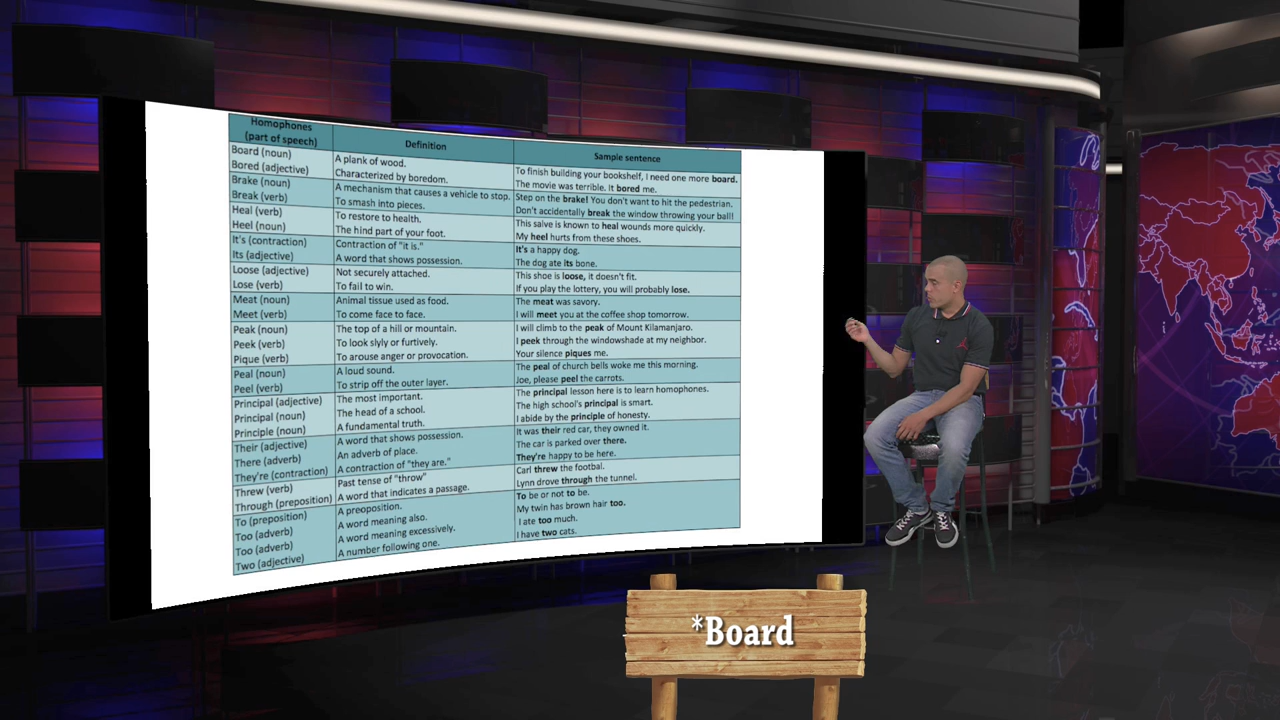 Homophones
(part of speech) Definition Sample sentence
Board (noun) A plank of wood. To finish building your bookshelf, I need one more board.
Bored (adjective) Characterized by boredom. The movie was terrible. It bored me.
Brake (noun) A mechanism that causes a vehicle to stop. Step on the brake! You don't want to hit the pedestrian.
Break (verb) To smash into pieces. Don't accidentally break the window throwing your ball!
Heal (verb) To restore to health. This salve is known to heal wounds more quickly.
Heel (noun) The hind part of your foot. My heel hurts from these shoes.
It's (contraction) Contraction of "it is." It's a happy dog.
Its (adjective) A word that shows possession. The dog ate its bone.
Loose (adjective) Not securely attached. This shoe is loose, it doesn't fit.
Lose (verb) To fail to win. If you play the lottery, you will probably lose.
Meat (noun) Animal tissue used as food. The meat was savory.
Meet (verb) To come face to face. I will meet you at the coffee shop tomorrow.
Peak (noun) The top of a hill or mountain. I will climb to the peak of Mount Kilamanjaro.
Peek (verb) To look slyly or furtively. I peek through the windowshade at my neighbor.
Pique (verb) To arouse anger or provocation. Your silence piques me.
Peal (noun) A loud sound. The peal of church bells woke me this morning.
Peel (verb) To strip off the outer layer. Joe, please peel the carrots.
Principal (adjective) The most important. The principal lesson here is to learn homophones.
Principal (noun) The head of a school. The high school's principal is smart.
Principle (noun) A fundamental truth. I abide by the principle of honesty.
Their (adjective) A word that shows possession. It was their red car, they owned it.
There (adverb) An adverb of place. The car is parked over there.
They're (contraction) A contraction of "they are." They're happy to be here.
Threw (verb) Past tense of "throw" Carl threw the footbal.
Through (preposition) A word that indicates a passage. Lynn drove through the tunnel.
To (preposition) A preoposition. To be or not to be.
Too (adverb) A word meaning also. My twin has brown hair too.
Too (adverb) A word meaning excessively. I ate too much.
Two (adjective) A number following one. I have two cats.
*Board